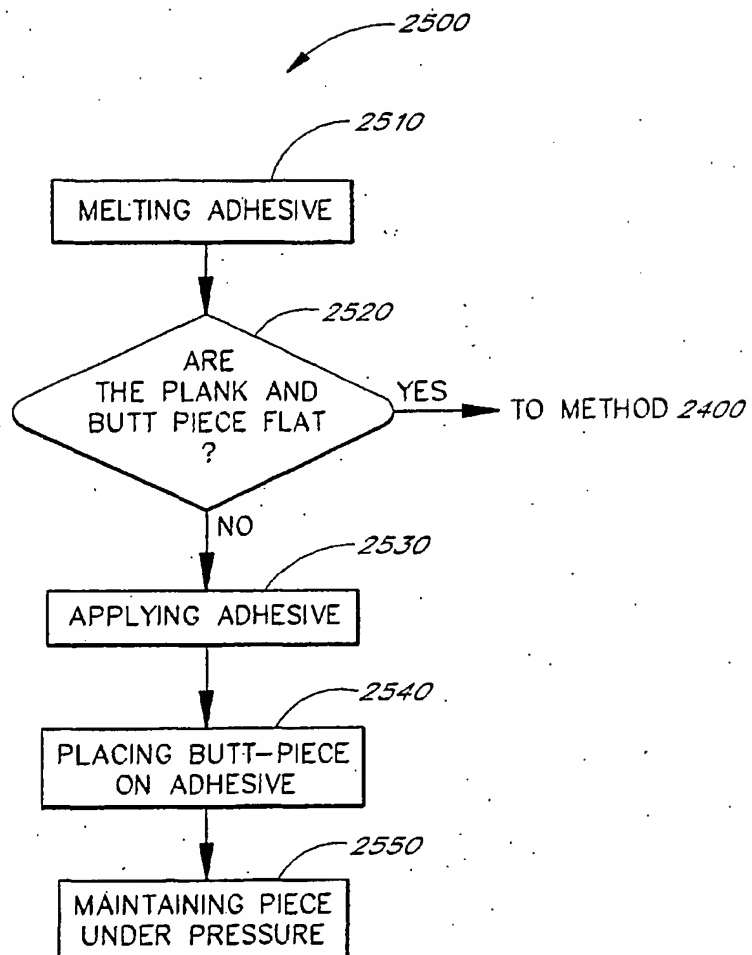 2500
2510
MELTING ADHESIVE
2520
ARE
THE PLANK AND
BUTT PIECE FLAT
?
YES
TO METHOD 2400
NO
2530
APPLYING ADHESIVE
2540
PLACING BUTT-PIECE
ON ADHESIVE
2550
MAINTAINING PIECE
UNDER PRESSURE